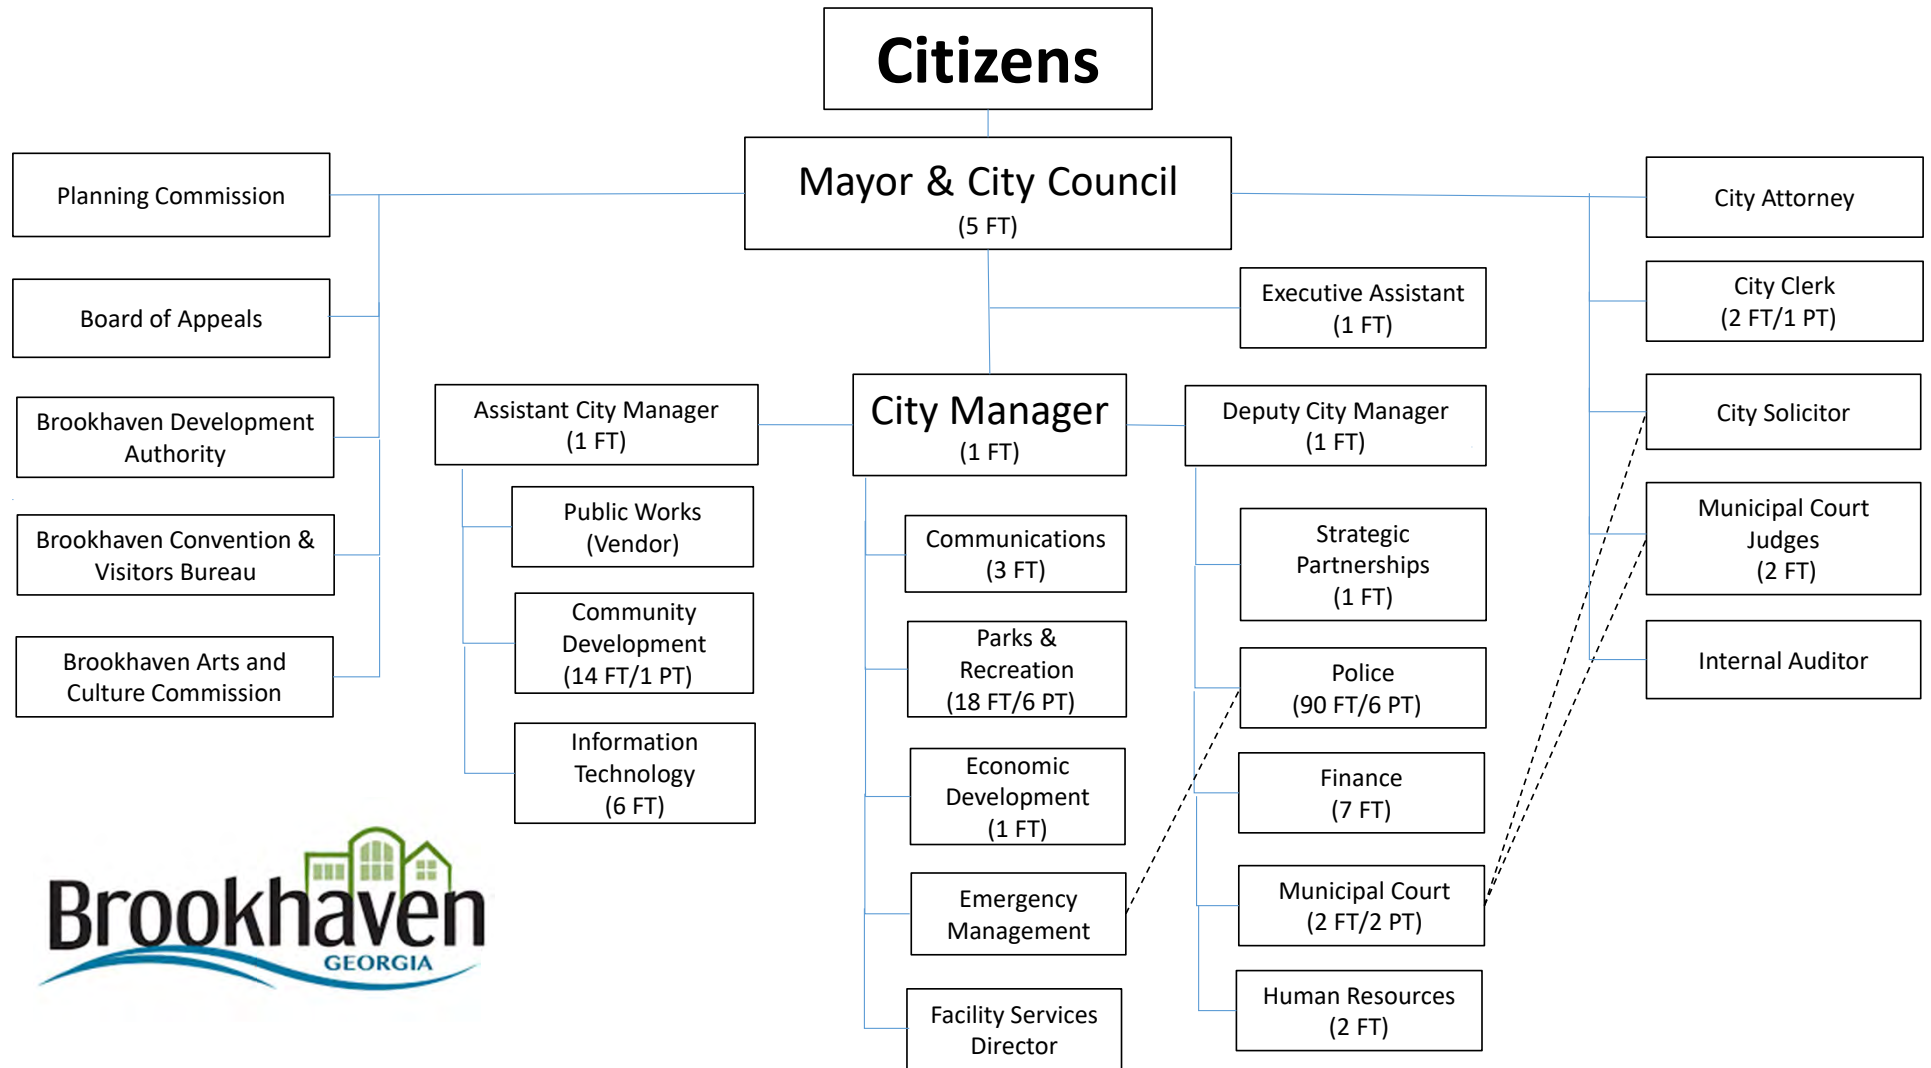 Citizens
Mayor & City Council
(5 FT)
Planning Commission
Board of Appeals
Brookhaven Development
Authority
Brookhaven Convention &
Visitors Bureau
Brookhaven Arts and
Culture Commission
City Attorney
City Clerk
(2 FT/1 PT)
City Solicitor
Municipal Court
Judges
(2 FT)
Internal Auditor
Executive Assistant
(1 FT)
Assistant City Manager
(1 FT)
City Manager
(1 FT)
Deputy City Manager
(1 FT)
Public Works
(Vendor)
Community
Development
(14 FT/1 PT)
Information
Technology
(6 FT)
Communications
(3 FT)
Parks &
Recreation
(18 FT/6 PT)
Economic
Development
(1 FT)
Emergency
Management
Facility Services
Director
Strategic
Partnerships
(1 FT)
Police
(90 FT/6 PT)
Finance
(7 FT)
Municipal Court
(2 FT/2 PT)
Human Resources
(2 FT)
Brookhaven
GEORGIA